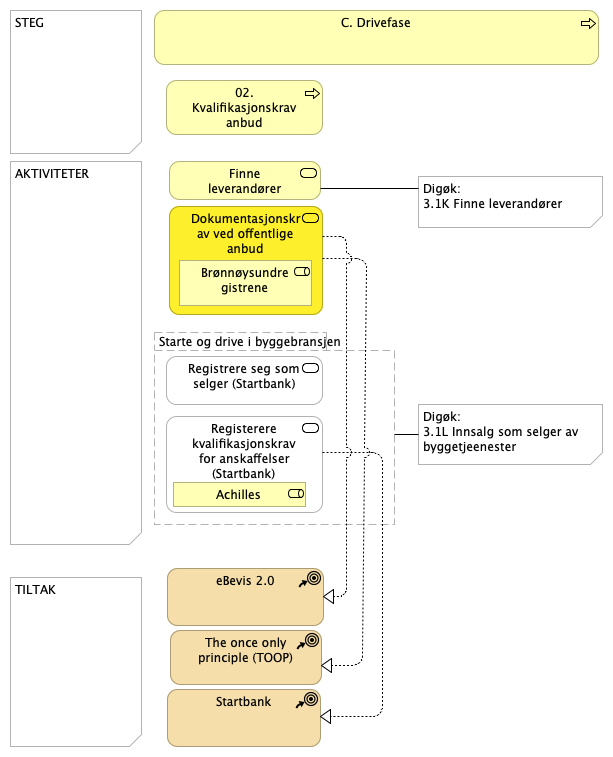 STEG
C. Drivefase
02.
Kvalifikasjonskrav
anbud
AKTIVITETER
Finne
leverandører
Digøk:
3.1K Finne leverandører
Dokumentasjonskr
av ved offentlige
anbud
Brønnøysundre
gistrene
Starte og drive i byggebransjen
Registrere seg som
selger (Startbank)
Registerere
kvalifikasjonskrav
for anskaffelser
(Startbank)
Achilles
Digøk:
3.1L Innsalg som selger av
byggetjeenester
TILTAK
eBevis 2.0
The once only
principle (TOOP)
Startbank